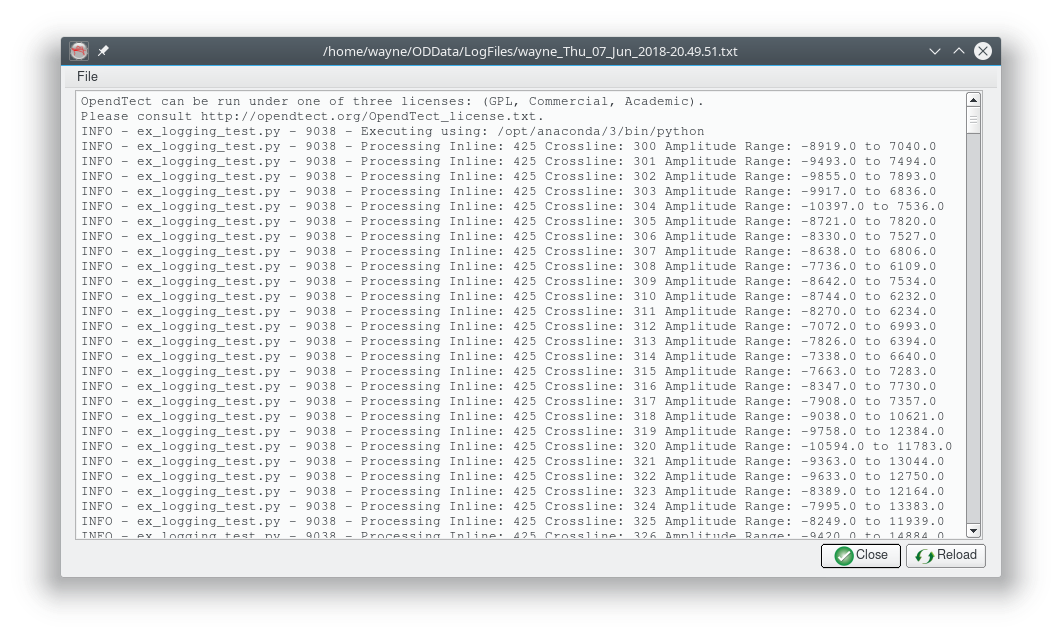 /home/wayne/ODData/LogFiles/wayne_Thu_07_Jun_2018-20.49.51.txt
File
OpendTect can be run under one of three licenses: (GPL, Commercial, Academic).
Please consult http://opendtect.org/OpendTect_license.txt.
INFO - ex_logging_test.py - 9038 - Executing using: /opt/anaconda/3/bin/python
INFO - ex_logging_test.py - 9038 - Processing Inline: 425 Crossline: 300 Amplitude Range: -8919.0 to 7040.0
INFO - ex_logging_test.py - 9038 - Processing Inline: 425 Crossline: 301 Amplitude Range: -9493.0 to 7494.0
INFO - ex_logging_test.py - 9038 - Processing Inline: 425 Crossline: 302 Amplitude Range: -9855.0 to 7893.0
INFO - ex_logging_test.py - 9038 - Processing Inline: 425 Crossline: 303 Amplitude Range: -9917.0 to 6836.0
INFO - ex_logging_test.py - 9038 - Processing Inline: 425 Crossline: 304 Amplitude Range: -10397.0 to 7536.0
INFO - ex_logging_test.py - 9038 - Processing Inline: 425 Crossline: 305 Amplitude Range: -8721.0 to 7820.0
INFO - ex_logging_test.py - 9038 - Processing Inline: 425 Crossline: 306 Amplitude Range: -8330.0 to 7527.0
INFO - ex_logging_test.py - 9038 - Processing Inline: 425 Crossline: 307 Amplitude Range: -8638.0 to 6806.0
INFO - ex_logging_test.py - 9038 - Processing Inline: 425 Crossline: 308 Amplitude Range: -7736.0 to 6109.0
INFO - ex_logging_test.py - 9038 - Processing Inline: 425 Crossline: 309 Amplitude Range: -8642.0 to 7534.0
INFO - ex_logging_test.py - 9038 - Processing Inline: 425 Crossline: 310 Amplitude Range: -8744.0 to 6232.0
INFO - ex_logging_test.py - 9038 - Processing Inline: 425 Crossline: 311 Amplitude Range: -8270.0 to 6234.0
INFO - ex_logging_test.py - 9038 - Processing Inline: 425 Crossline: 312 Amplitude Range: -7072.0 to 6993.0
INFO - ex_logging_test.py - 9038 - Processing Inline: 425 Crossline: 313 Amplitude Range: -7826.0 to 6394.0
INFO - ex_logging_test.py - 9038 - Processing Inline: 425 Crossline: 314 Amplitude Range: -7338.0 to 6640.0
INFO - ex_logging_test.py - 9038 - Processing Inline: 425 Crossline: 315 Amplitude Range: -7663.0 to 7283.0
INFO - ex_logging_test.py - 9038 - Processing Inline: 425 Crossline: 316 Amplitude Range: -8347.0 to 7730.0
INFO - ex_logging_test.py - 9038 - Processing Inline: 425 Crossline: 317 Amplitude Range: -7908.0 to 7357.0
INFO - ex_logging_test.py - 9038 - Processing Inline: 425 Crossline: 318 Amplitude Range: -9038.0 to 10621.0
INFO - ex_logging_test.py - 9038 - Processing Inline: 425 Crossline: 319 Amplitude Range: -9758.0 to 12384.0
INFO - ex_logging_test.py - 9038 - Processing Inline: 425 Crossline: 320 Amplitude Range: -10594.0 to 11783.0
INFO - ex_logging_test.py - 9038 - Processing Inline: 425 Crossline: 321 Amplitude Range: -9363.0 to 13044.0
INFO - ex_logging_test.py - 9038 - Processing Inline: 425 Crossline: 322 Amplitude Range: -9633.0 to 12750.0
INFO - ex_logging_test.py - 9038 - Processing Inline: 425 Crossline: 323 Amplitude Range: -8389.0 to 12164.0
INFO - ex_logging_test.py - 9038 - Processing Inline: 425 Crossline: 324 Amplitude Range: -7995.0 to 13383.0
INFO - ex_logging_test.py - 9038 - Processing Inline: 425 Crossline: 325 Amplitude Range: -8249.0 to 11939.0
INFO - ex_logging_test.py - 9038 - Processing Inline: 425 Crossline: 326 Amplitude Range: -9420.0 to 14884.0
Close
Reload